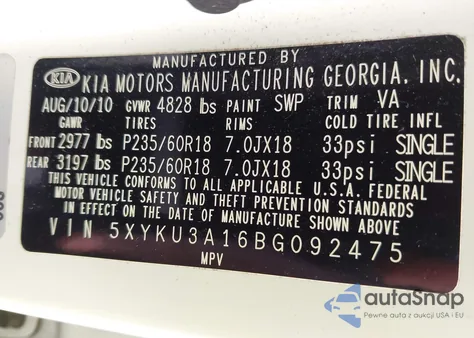 MANUFACTURED BY
KIA KIA MOTORS MANUFACTURING GEORGIA, INC.
AUG/10/10 GVWR 4828 lbs PAINT SWP TRIM VA
GAWR TIRES RIMS COLD TIRE INFL
FRONT 2977 lbs P235/60R18 7.0JX18 33psi SINGLE
REAR 3197 lbs P235/60R18 7.0JX18 33psi SINGLE
THIS VEHICLE CONFORMS TO ALL APPLICABLE U.S.A. FEDERAL
MOTOR VEHICLE SAFETY AND THEFT PREVENTION STANDARDS
IN EFFECT ON THE DATE OF MANUFACTURE SHOWN ABOVE
VIN 5XYKU3A16BG092475
MPV
autoSnap
Pewne auta z aukcji USA i EU